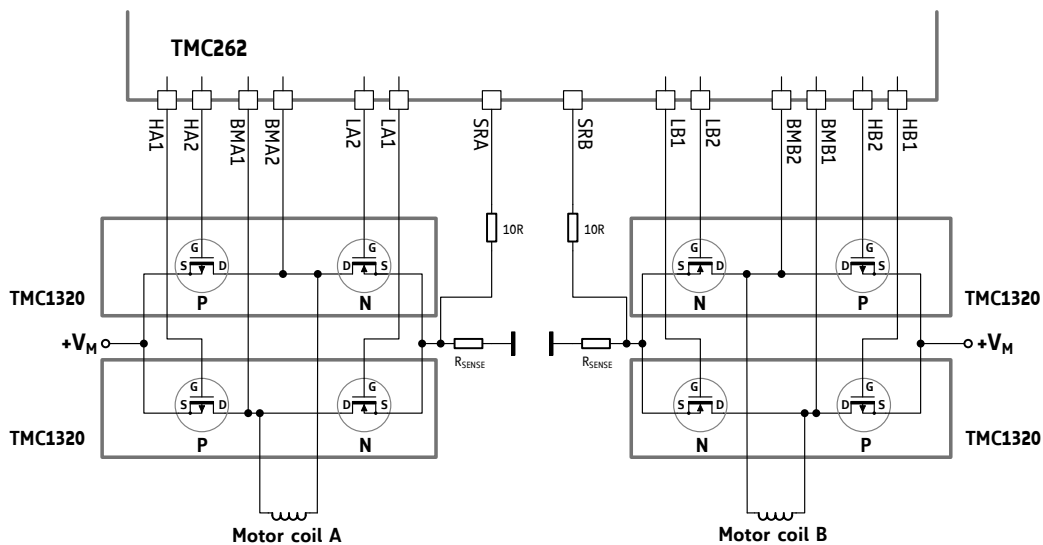 TMC262
HA1 HA2 BMA1 BMA2 LA2 LA1 SRA SRB LB1 LB2 BMB2 BMB1 HB2 HB1
10R 10R
G G G G
S D D S S D D S
P N N P
TMC1320 TMC1320
+VM +VM
RSENSE RSENSE
G G G G
S D D S S D D S
TMC1320 TMC1320
P N N P
Motor coil A Motor coil B